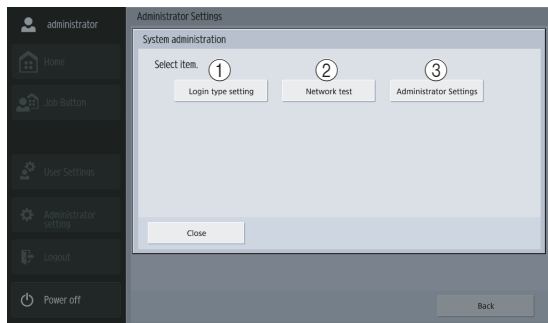 administrator
Home
Job Button
User Settings
Administrator
setting
Logout
Power off
Administrator Settings
System administration
Select item.
1 2 3
Login type setting Network test Administrator Settings
Close
Back